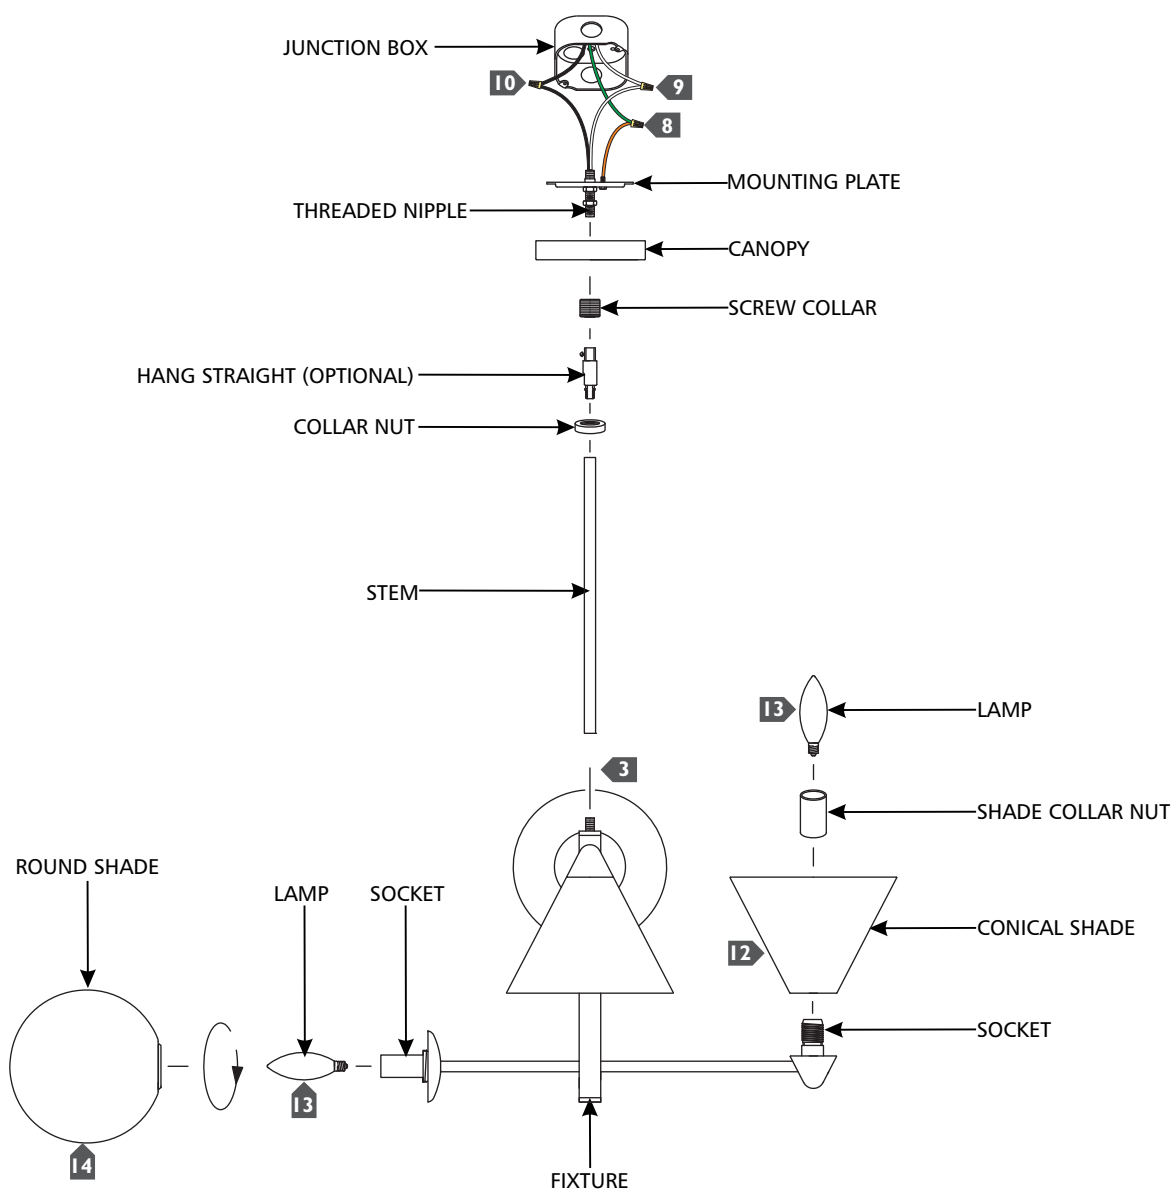 JUNCTION BOX
10
9
8
MOUNTING PLATE
THREADED NIPPLE
CANOPY
SCREW COLLAR
HANG STRAIGHT (OPTIONAL)
COLLAR NUT
STEM
13
LAMP
3
SHADE COLLAR NUT
ROUND SHADE
LAMP
SOCKET
CONICAL SHADE
12
SOCKET
13
14
FIXTURE